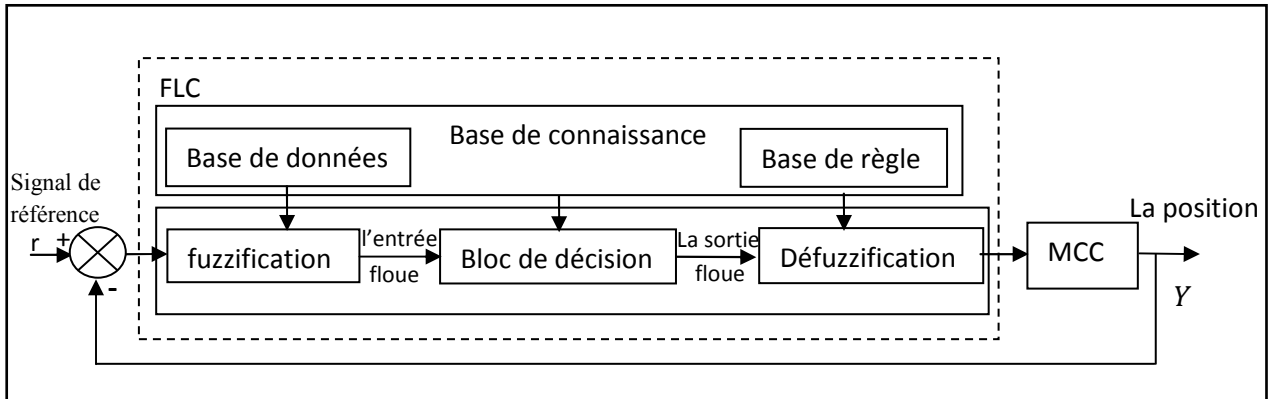 FLC
Base de connaissance
Base de données
Base de règle
Signal de
référence
r
+
-
fuzzification
l'entrée
floue
Bloc de décision
La sortie
floue
Défuzzification
MCC
La position
Y